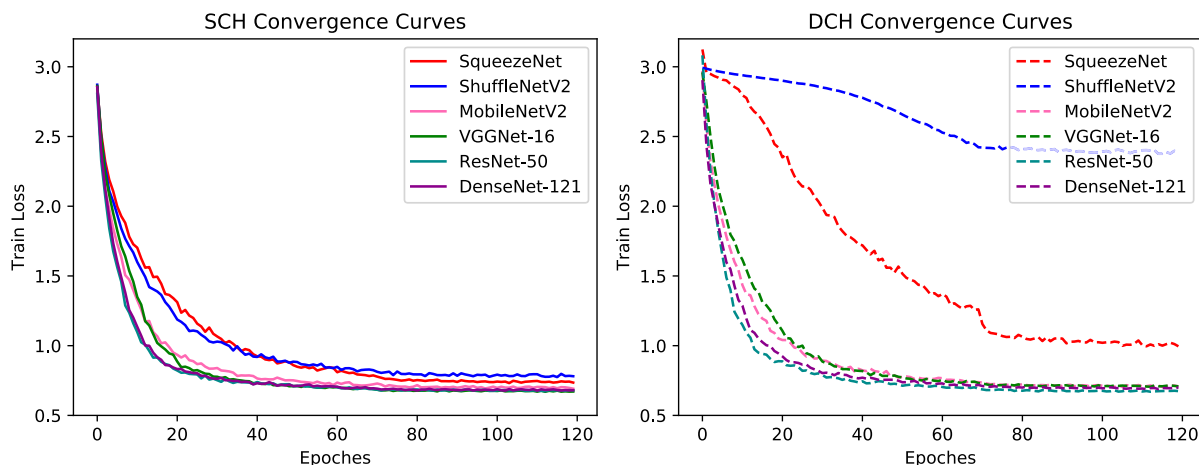 SCH Convergence Curves
Train Loss
3.0
2.5
2.0
1.5
1.0
0.5
0 20 40 60 80 100 120
Epoches
SqueezeNet
ShuffleNetV2
MobileNetV2
VGGNet-16
ResNet-50
DenseNet-121
DCH Convergence Curves
Train Loss
3.0
2.5
2.0
1.5
1.0
0.5
0 20 40 60 80 100 120
Epoches
SqueezeNet
ShuffleNetV2
MobileNetV2
VGGNet-16
ResNet-50
DenseNet-121